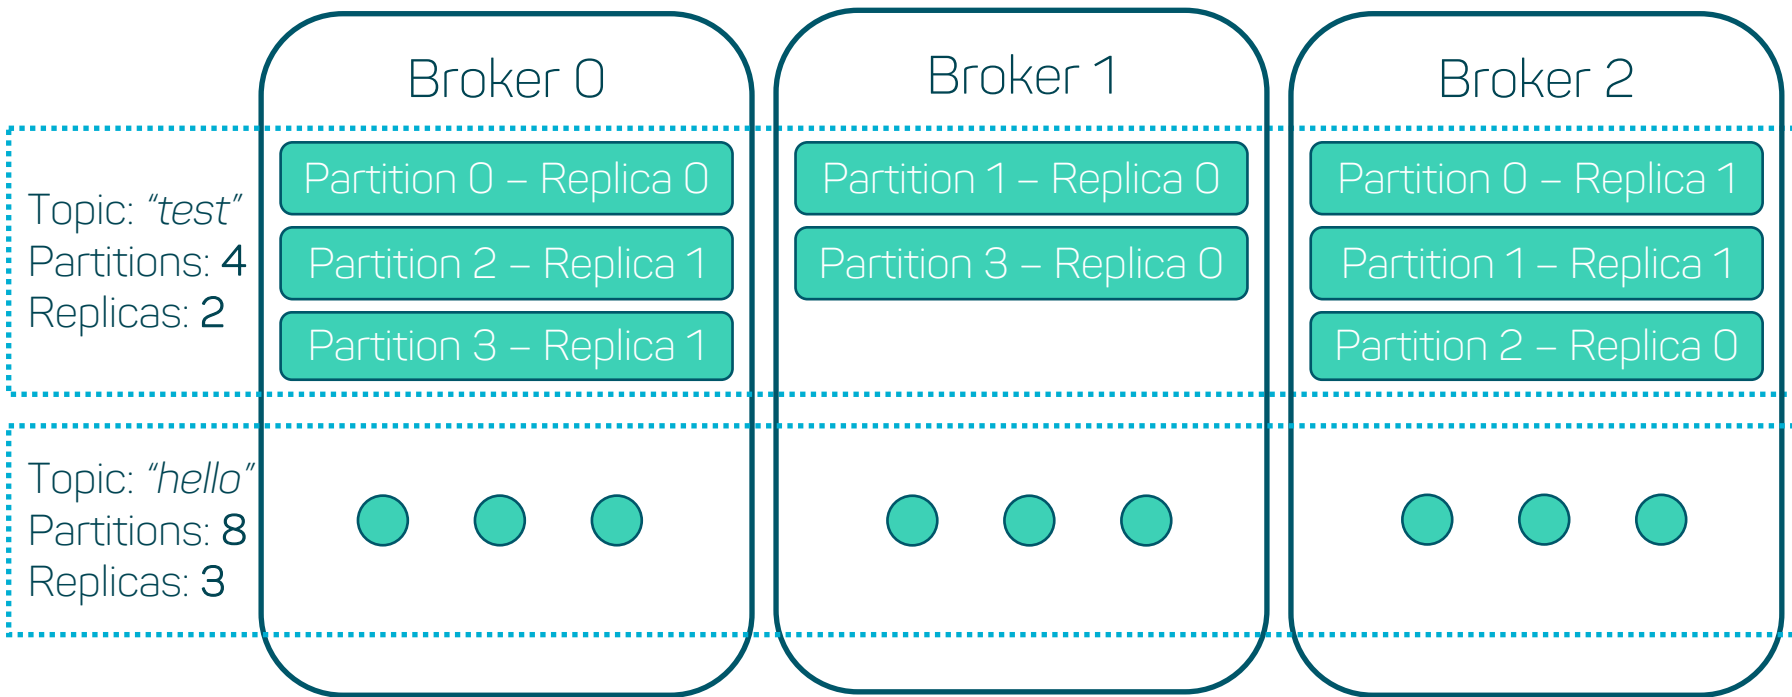 Broker 0
Broker 1
Broker 2
Topic: “test”
Partitions: 4
Replicas: 2
Partition 0 – Replica 0
Partition 2 – Replica 1
Partition 3 – Replica 1
Partition 1 – Replica 0
Partition 3 – Replica 0
Partition 0 – Replica 1
Partition 1 – Replica 1
Partition 2 – Replica 0
Topic: “hello”
Partitions: 8
Replicas: 3